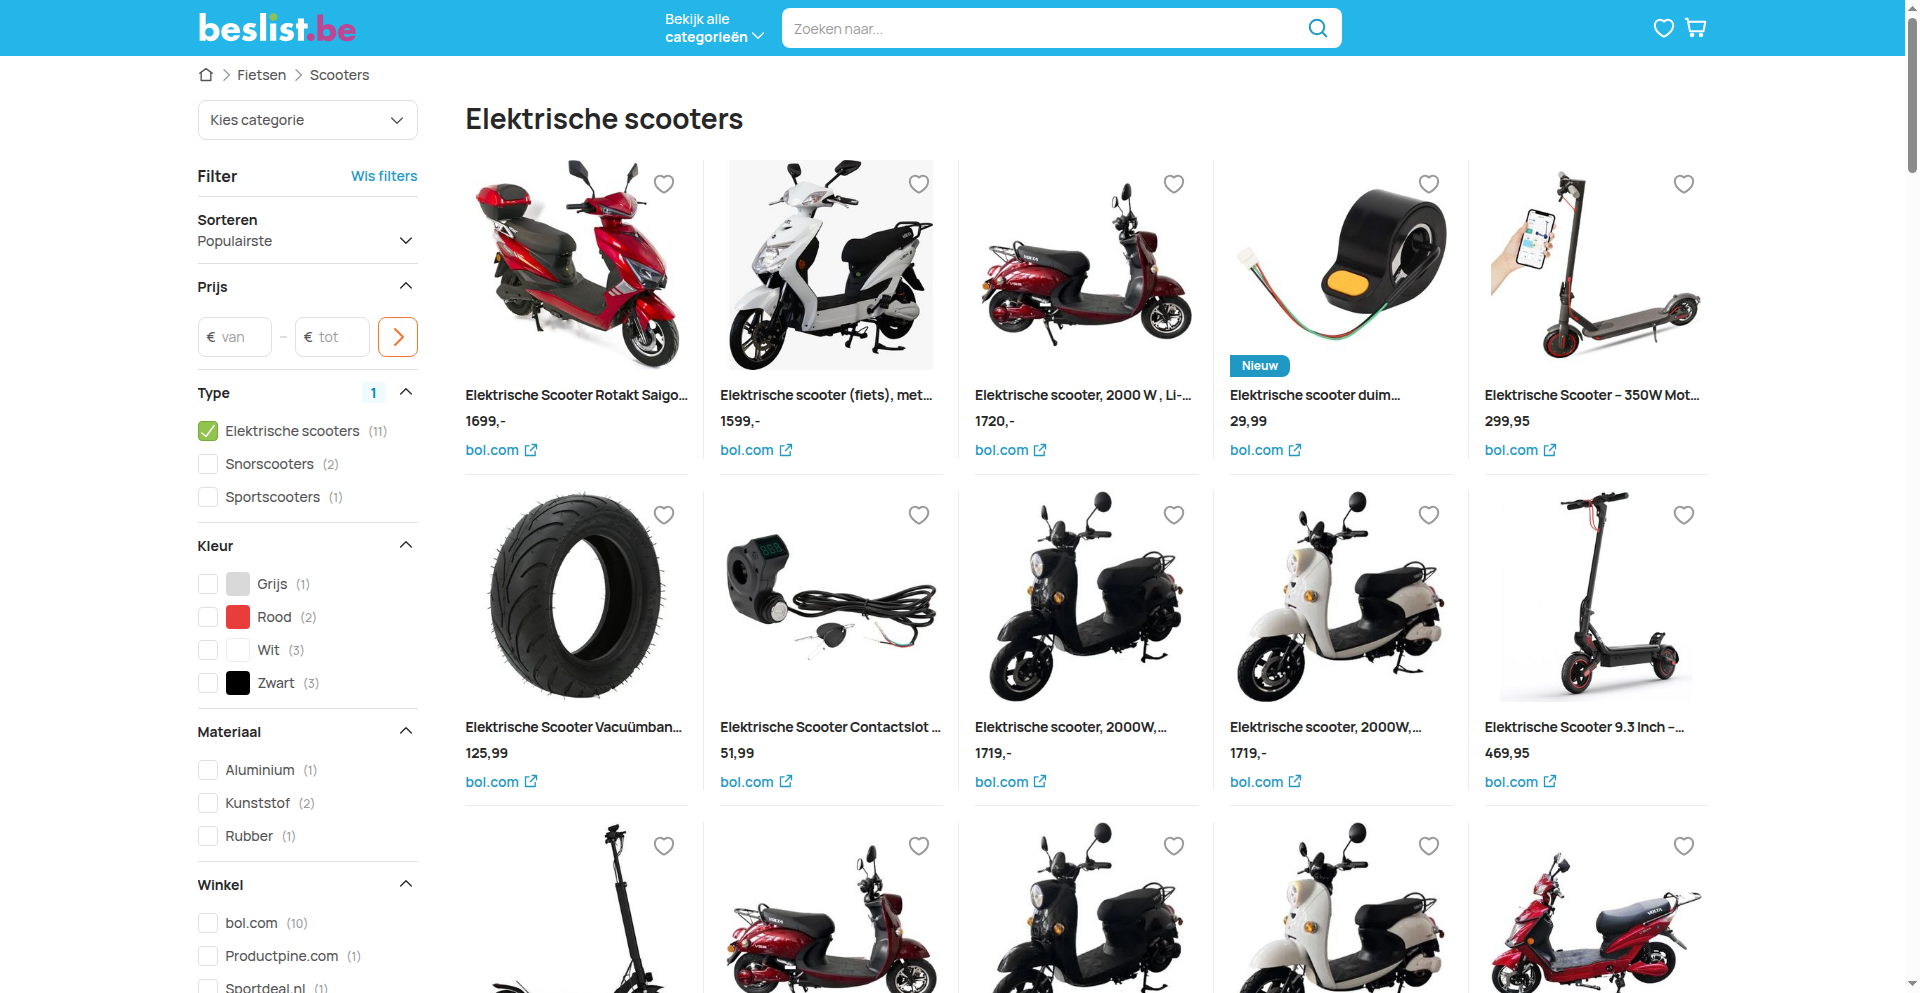 beslist.be
Bekijk alle
categorieën
Zoeken naar...
Fietsen
Scooters
Kies categorie
Elektrische scooters
Filter
Wis filters
Sorteren
Populairste
Prijs
€ van
–
€ tot
Type
1
Elektrische scooters (11)
Snorscooters (2)
Sportscooters (1)
Kleur
Grijs (1)
Rood (2)
Wit (3)
Zwart (3)
Materiaal
Aluminium (1)
Kunststof (2)
Rubber (1)
Winkel
bol.com (10)
Productpine.com (1)
Sportdeal.nl (1)
Elektrische Scooter Rotakt Saigo...
1699,-
bol.com
Elektrische scooter (fiets), met...
1599,-
bol.com
Elektrische scooter, 2000 W , Li-...
1720,-
bol.com
Nieuw
Elektrische scooter duim...
29,99
bol.com
Elektrische Scooter – 350W Mot...
299,95
bol.com
Elektrische Scooter Vacuümban...
125,99
bol.com
Elektrische Scooter Contactslot ...
51,99
bol.com
Elektrische scooter, 2000W,...
1719,-
bol.com
Elektrische scooter, 2000W,...
1719,-
bol.com
Elektrische Scooter 9.3 Inch –...
469,95
bol.com